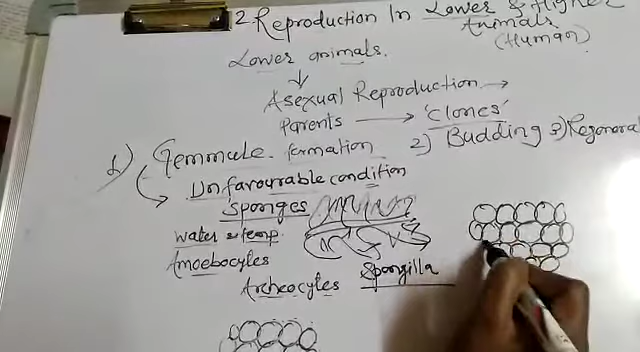 2. Reproduction In Lower & Higher
Animals
(Human)
Lower animals.
Asexual Reproduction
Parents → 'Clones'
1) Gemmule formation 2) Budding 3) Regenera
Unfavourable condition
Sponges
water & temp.
Amoebocytes
Archeocytes Spongilla